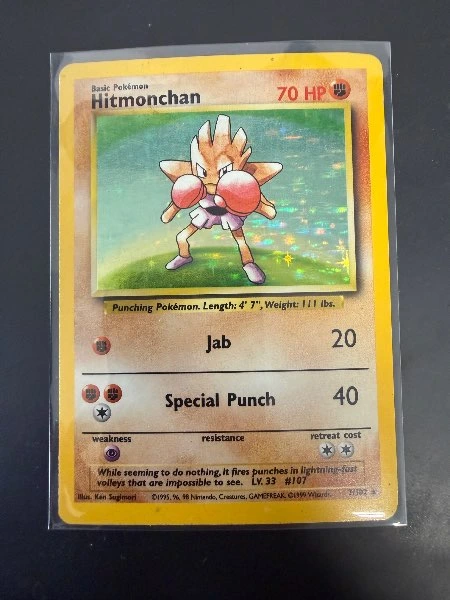 Basic Pokémon
Hitmonchan 70 HP
Punching Pokémon. Length: 4' 7", Weight: 111 lbs.
Jab 20
Special Punch 40
weakness resistance retreat cost
While seeming to do nothing, it fires punches in lightning-fast
volleys that are impossible to see. LV. 33 #107
Illus. Ken Sugimori ©1995, 96, 98 Nintendo, Creatures, GAMEFREAK. ©1999 Wizards.